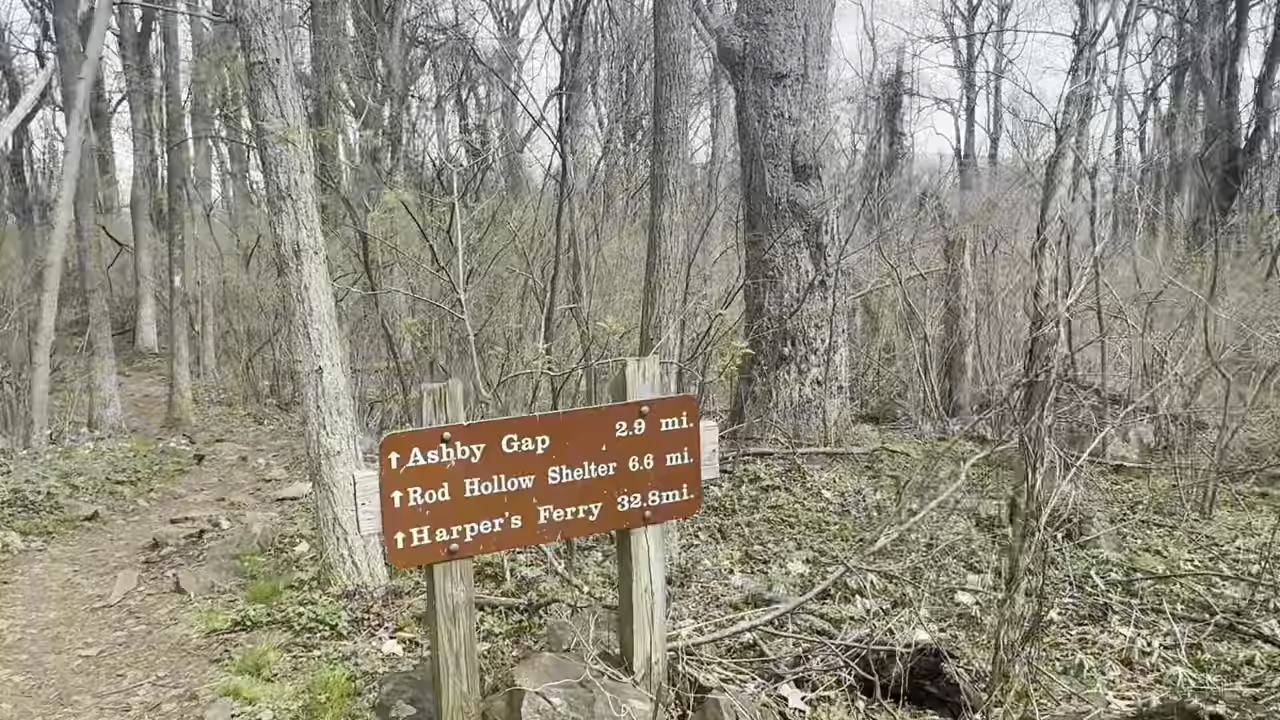 ↑Ashby Gap 2.9 mi.
↑Rod Hollow Shelter 6.6 mi.
↑Harper's Ferry 32.8mi.